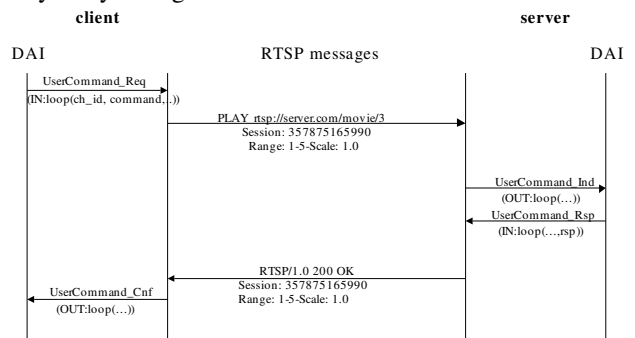 client server
DAI RTSP messages DAI
UserCommand_Req
(IN:loop(ch_id, command,..))
PLAY rtsp://server.com/movie/3
Session: 357875165990
Range: 1-5-Scale: 1.0
UserCommand_Ind
(OUT:loop(…))
UserCommand_Rsp
(IN:loop(…,rsp))
RTSP/1.0 200 OK
Session: 357875165990
Range: 1-5-Scale: 1.0
UserCommand_Cnf
(OUT:loop(…))